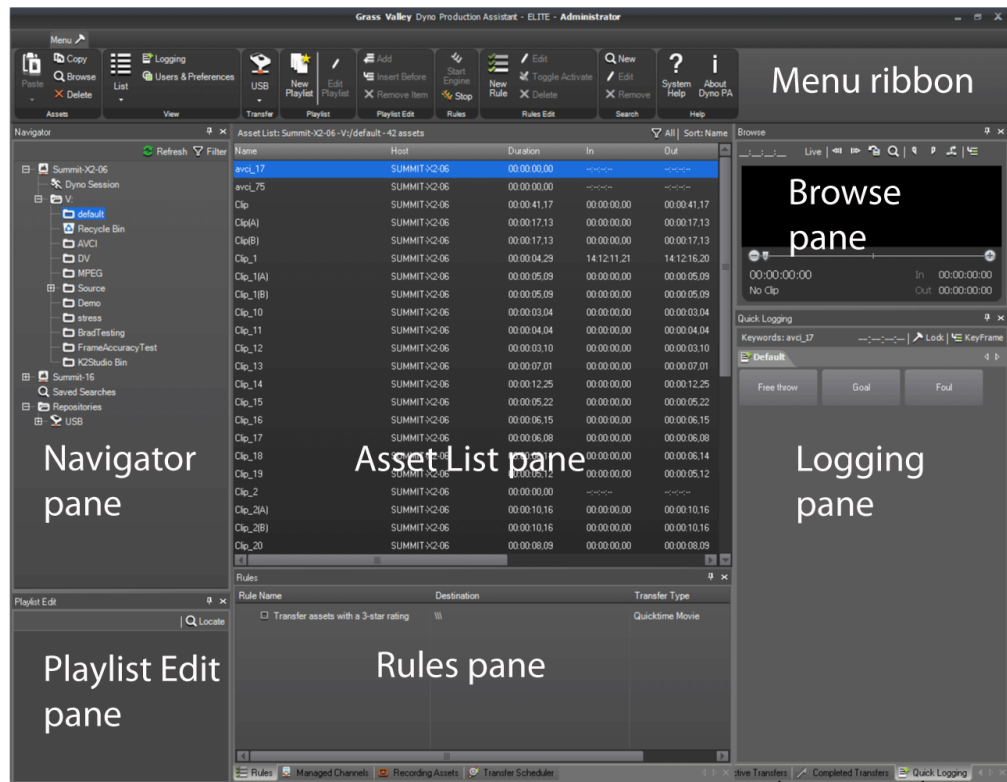 Grass Valley Dyno Production Assistant - ELITE - Administrator
Menu
Paste
Copy
Browse
Delete
Assets
List
Logging
Users & Preferences
View
USB
Transfer
New Playlist
Edit Playlist
Playlist
Add
Insert Before
Remove Item
Playlist Edit
Start Engine
Stop
Rules
New Rule
Edit
Toggle Activate
Delete
Rules Edit
New
Edit
Remove
Search
System Help
About Dyno PA
Help
Menu ribbon
Navigator
Refresh Filter
Summit-X2-06
Dyno Session
V:
default
Recycle Bin
AVCI
DV
MPEG
Source
Demo
stress
BradTesting
FrameAccuracyTest
K2Studio Bin
Summit-16
Saved Searches
Repositories
USB
Navigator
pane
Playlist Edit
Locate
Playlist Edit
pane
Asset List: Summit-X2-06 - V:/default - 42 assets All Sort: Name
Name Host Duration In Out
avci_17 SUMMIT-X2-06 00:00:00,00 --:--:--:-- --:--:--:--
avci_75 SUMMIT-X2-06 00:00:00,00 --:--:--:-- --:--:--:--
Clip SUMMIT-X2-06 00:00:41,17 00:00:00,00 00:00:41,17
Clip(A) SUMMIT-X2-06 00:00:17,13 00:00:00,00 00:00:17,13
Clip(B) SUMMIT-X2-06 00:00:17,13 00:00:00,00 00:00:17,13
Clip_1 SUMMIT-X2-06 00:00:04,29 14:12:11,21 14:12:16,20
Clip_1(A) SUMMIT-X2-06 00:00:05,09 00:00:00,00 00:00:05,09
Clip_1(B) SUMMIT-X2-06 00:00:05,09 00:00:00,00 00:00:05,09
Clip_10 SUMMIT-X2-06 00:00:03,04 00:00:00,00 00:00:03,04
Clip_11 SUMMIT-X2-06 00:00:04,04 00:00:00,00 00:00:04,04
Clip_12 SUMMIT-X2-06 00:00:03,10 00:00:00,00 00:00:03,10
Clip_13 SUMMIT-X2-06 00:00:07,01 00:00:00,00 00:00:07,01
Clip_14 SUMMIT-X2-06 00:00:12,25 00:00:00,00 00:00:12,25
Clip_15 SUMMIT-X2-06 00:00:05,22 00:00:00,00 00:00:05,22
Clip_16 SUMMIT-X2-06 00:00:06,15 00:00:00,00 00:00:06,15
Clip_17 SUMMIT-X2-06 00:00:06,08 00:00:00,00 00:00:06,08
Clip_18 00:00:00,00 00:00:06,14
Asset List pane
Clip_19 SUMMIT-X2-06 00:00:05,12 00:00:00,00 00:00:05,12
Clip_2 SUMMIT-X2-06 00:00:00,00 --:--:--:-- --:--:--:--
Clip_2(A) SUMMIT-X2-06 00:00:10,16 00:00:00,00 00:00:10,16
Clip_2(B) SUMMIT-X2-06 00:00:10,16 00:00:00,00 00:00:10,16
Clip_20 SUMMIT-X2-06 00:00:08,09 00:00:00,00 00:00:08,09
Rules
Rule Name Destination Transfer Type
Transfer assets with a 3-star rating \\\ Quicktime Movie
Rules pane
Rules Managed Channels Recording Assets Transfer Scheduler
Browse
__:__:__:__ Live
Browse
pane
00:00:00:00 In 00:00:00:00
No Clip Out 00:00:00:00
Quick Logging
Keywords: avci_17 --:--:--:-- Lock KeyFrame
Default
Free throw Goal Foul
Logging
pane
ctive Transfers Completed Transfers Quick Logging